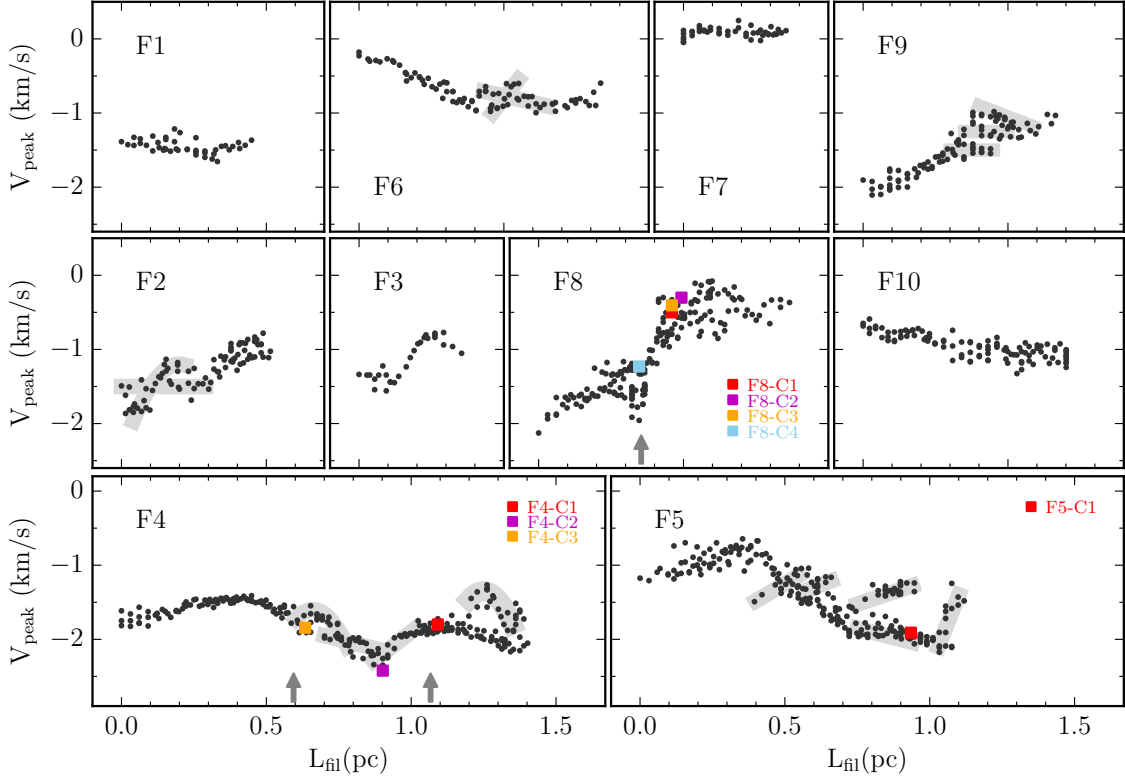 F1
F6
F7
F9
0
−1
−2
V_peak (km/s)
F2
F3
F8
F10
0
−1
−2
V_peak (km/s)
F8-C1
F8-C2
F8-C3
F8-C4
F4
F5
0
−1
−2
V_peak (km/s)
F4-C1
F4-C2
F4-C3
F5-C1
0.0 0.5 1.0 1.5
0.0 0.5 1.0 1.5
L_fil(pc)
L_fil(pc)